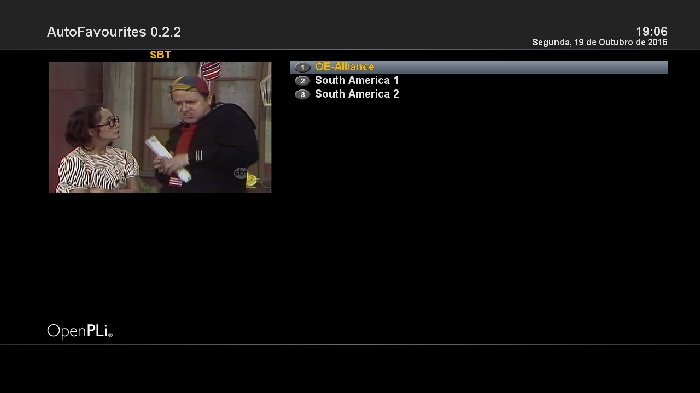 AutoFavourites 0.2.2
19:06
Segunda, 19 de Outubro de 2015
SBT
1 OE-Alliance
2 South America 1
3 South America 2
sbt
OpenPLi®